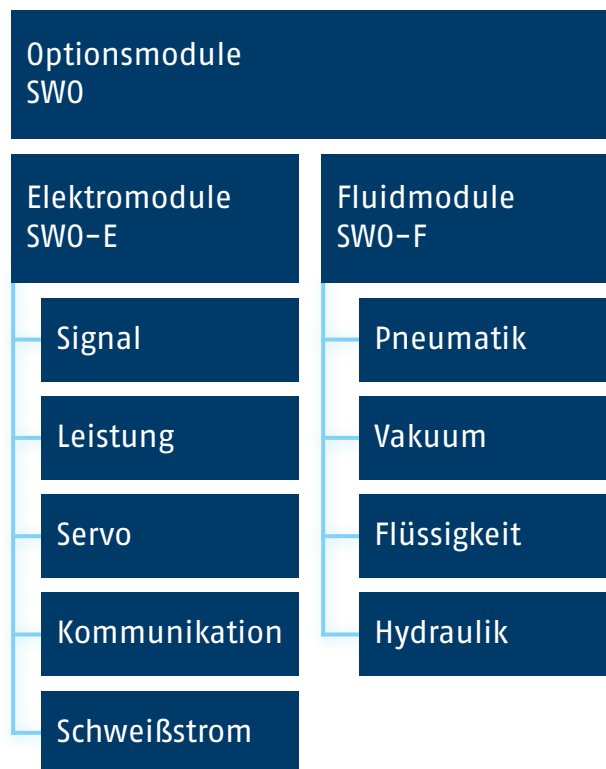 Optionsmodule
SWO
Elektromodule
SWO-E
Signal
Leistung
Servo
Kommunikation
Schweißstrom
Fluidmodule
SWO-F
Pneumatik
Vakuum
Flüssigkeit
Hydraulik